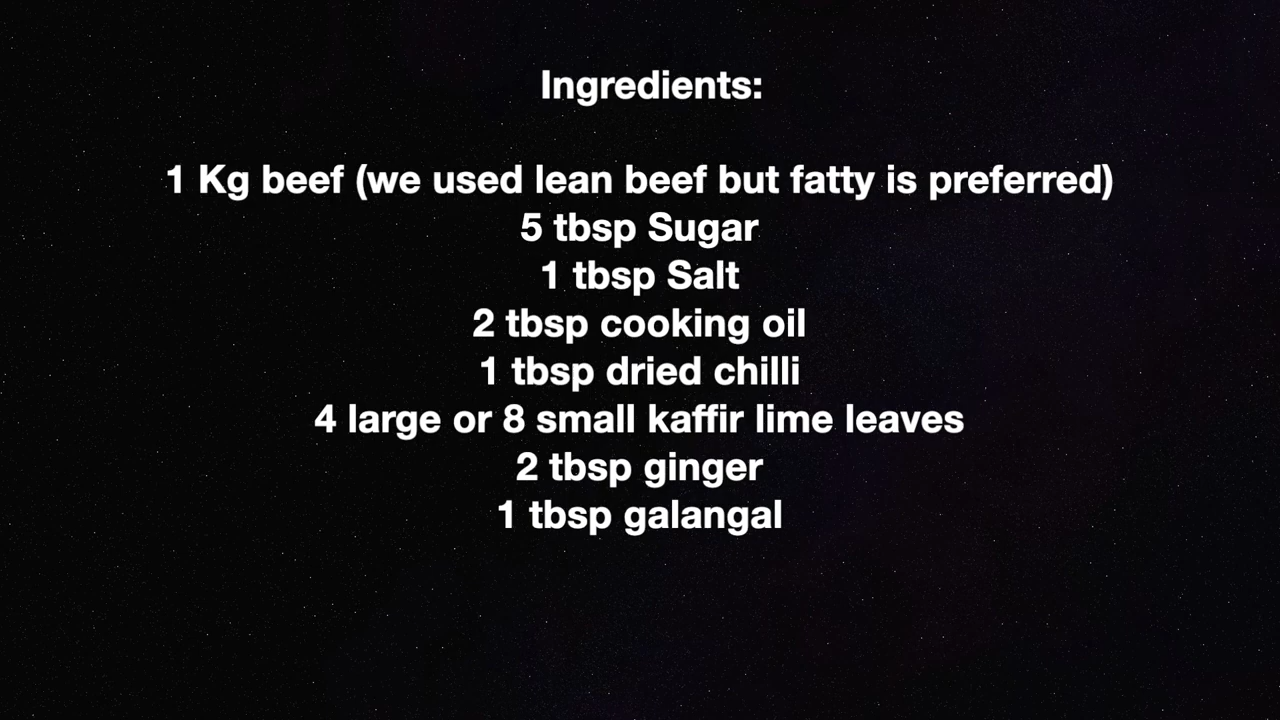 Ingredients:
1 Kg beef (we used lean beef but fatty is preferred)
5 tbsp Sugar
1 tbsp Salt
2 tbsp cooking oil
1 tbsp dried chilli
4 large or 8 small kaffir lime leaves
2 tbsp ginger
1 tbsp galangal